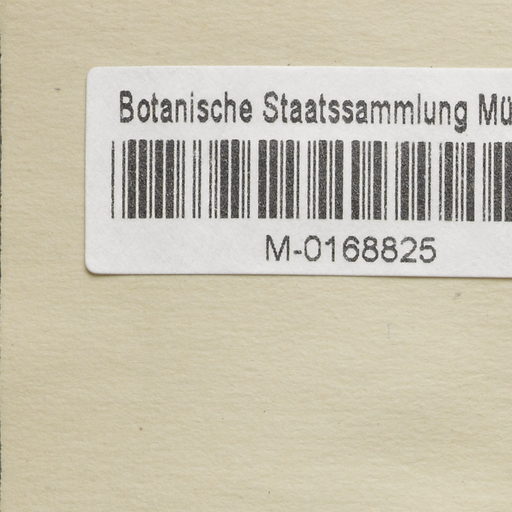 Botanische Staatssammlung Mü
M-0168825